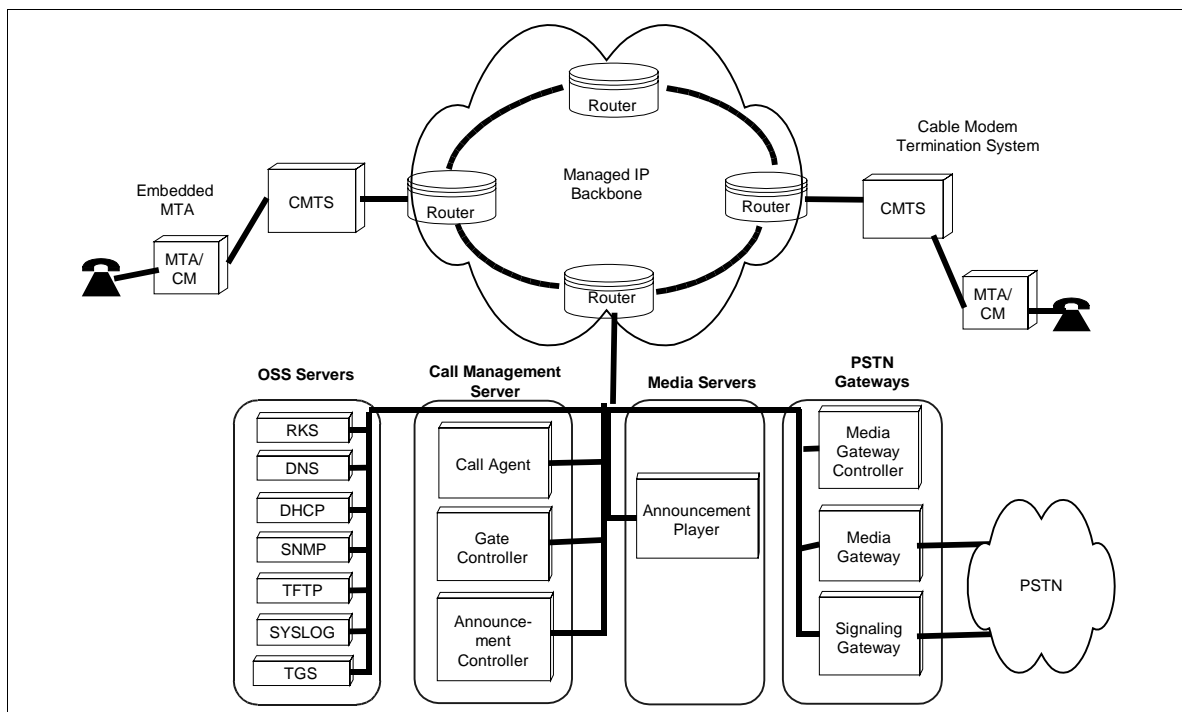 Router
Managed IP
Backbone
Router
Router
Router
Cable Modem
Termination System
Embedded
MTA
CMTS
MTA/
CM
CMTS
MTA/
CM
OSS Servers
RKS
DNS
DHCP
SNMP
TFTP
SYSLOG
TGS
Call Management
Server
Call Agent
Gate
Controller
Announce-
ment
Controller
Media Servers
Announcement
Player
PSTN
Gateways
Media
Gateway
Controller
Media
Gateway
Signaling
Gateway
PSTN